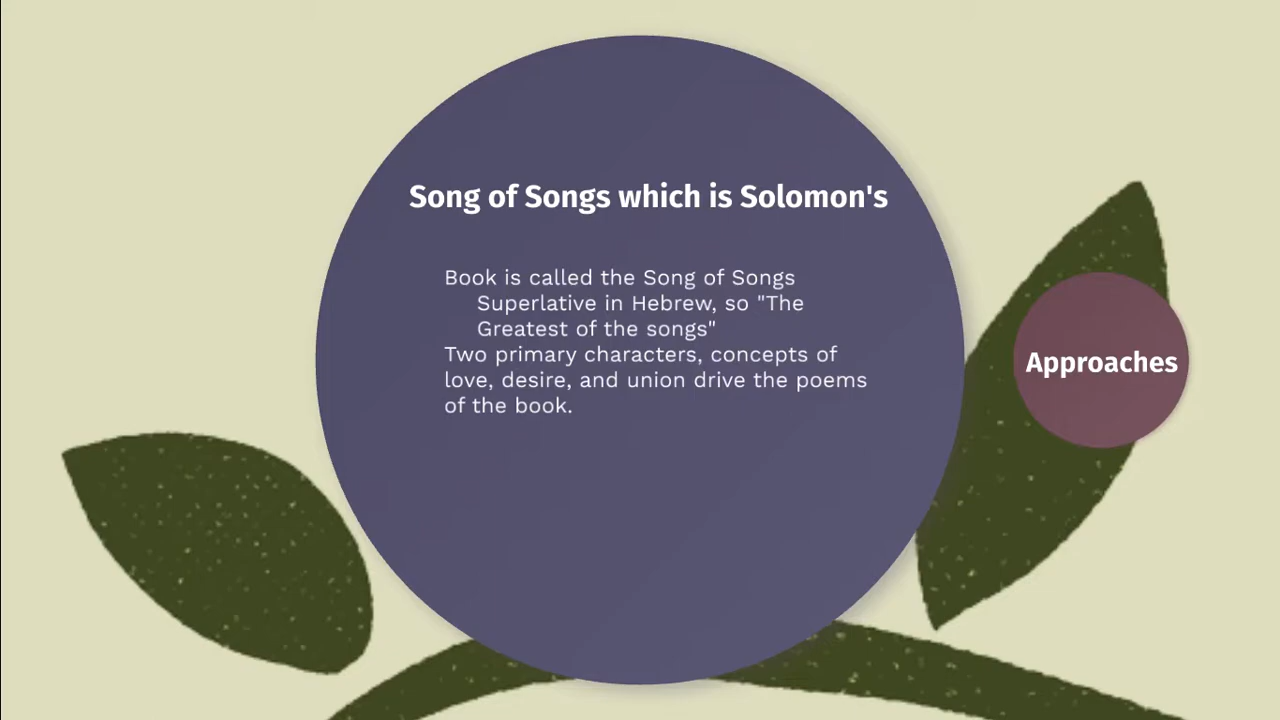 Song of Songs which is Solomon's
Book is called the Song of Songs
Superlative in Hebrew, so "The
Greatest of the songs"
Two primary characters, concepts of
love, desire, and union drive the poems
of the book.
Approaches